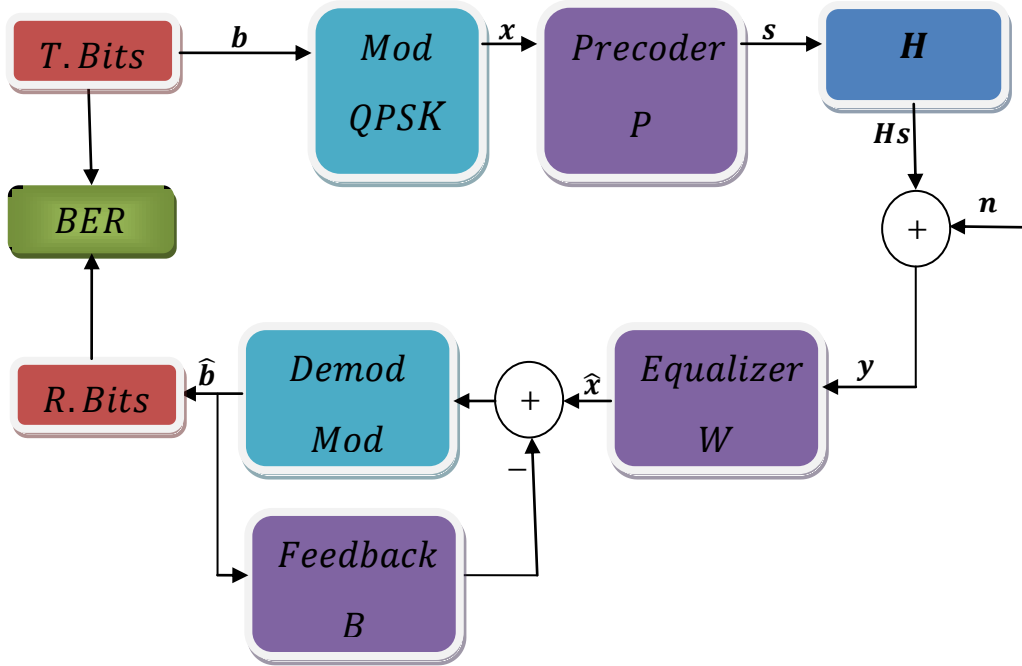 T.Bits
b
Mod
QPSK
x
Precoder
P
s
H
Hs
+
n
BER
R.Bits
b̂
Demod
Mod
+
x̂
Equalizer
W
y
−
Feedback
B